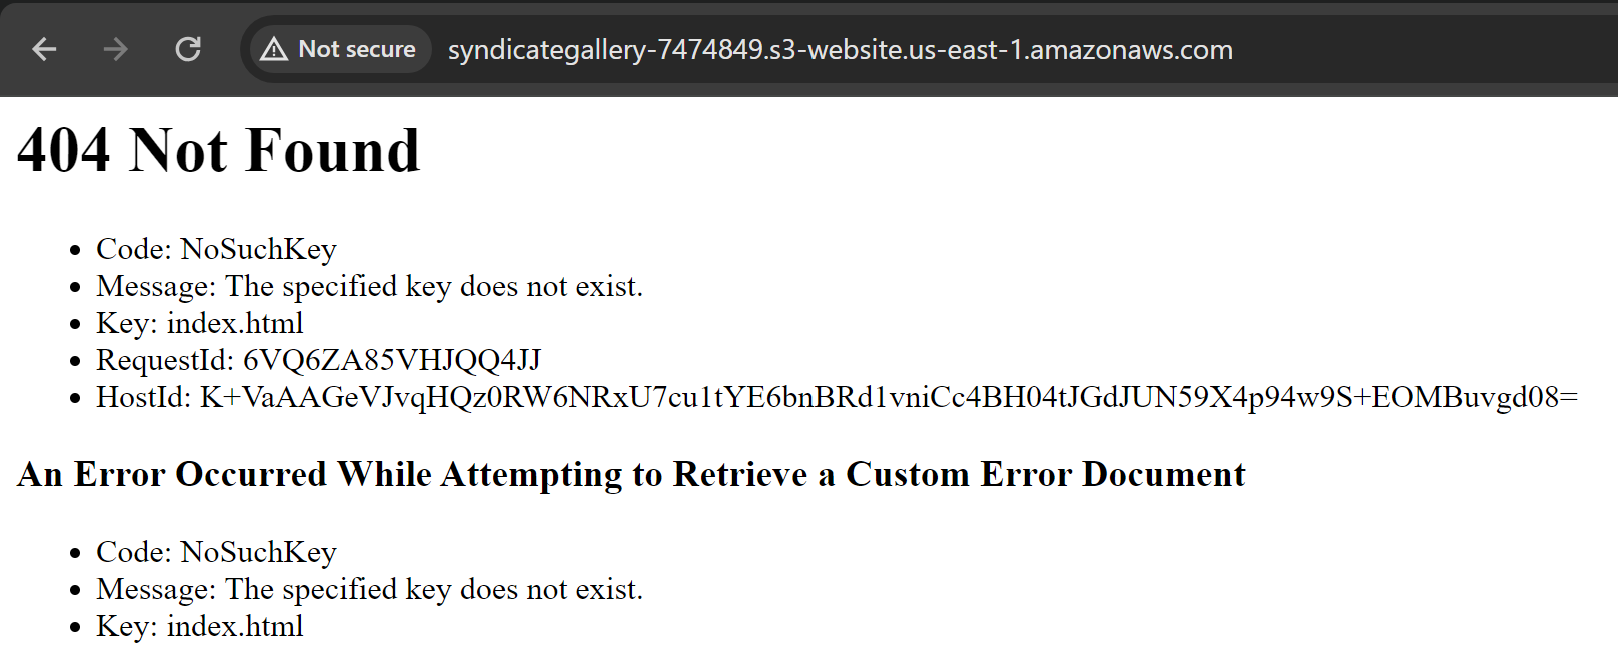 Not secure syndicategallery-7474849.s3-website.us-east-1.amazonaws.com
404 Not Found
• Code: NoSuchKey
• Message: The specified key does not exist.
• Key: index.html
• RequestId: 6VQ6ZA85VHJQQ4JJ
• HostId: K+VaAAGeVJvqHQz0RW6NRxU7cu1tYE6bnBRd1vniCc4BH04tJGdJUN59X4p94w9S+EOMBuvgd08=
An Error Occurred While Attempting to Retrieve a Custom Error Document
• Code: NoSuchKey
• Message: The specified key does not exist.
• Key: index.html